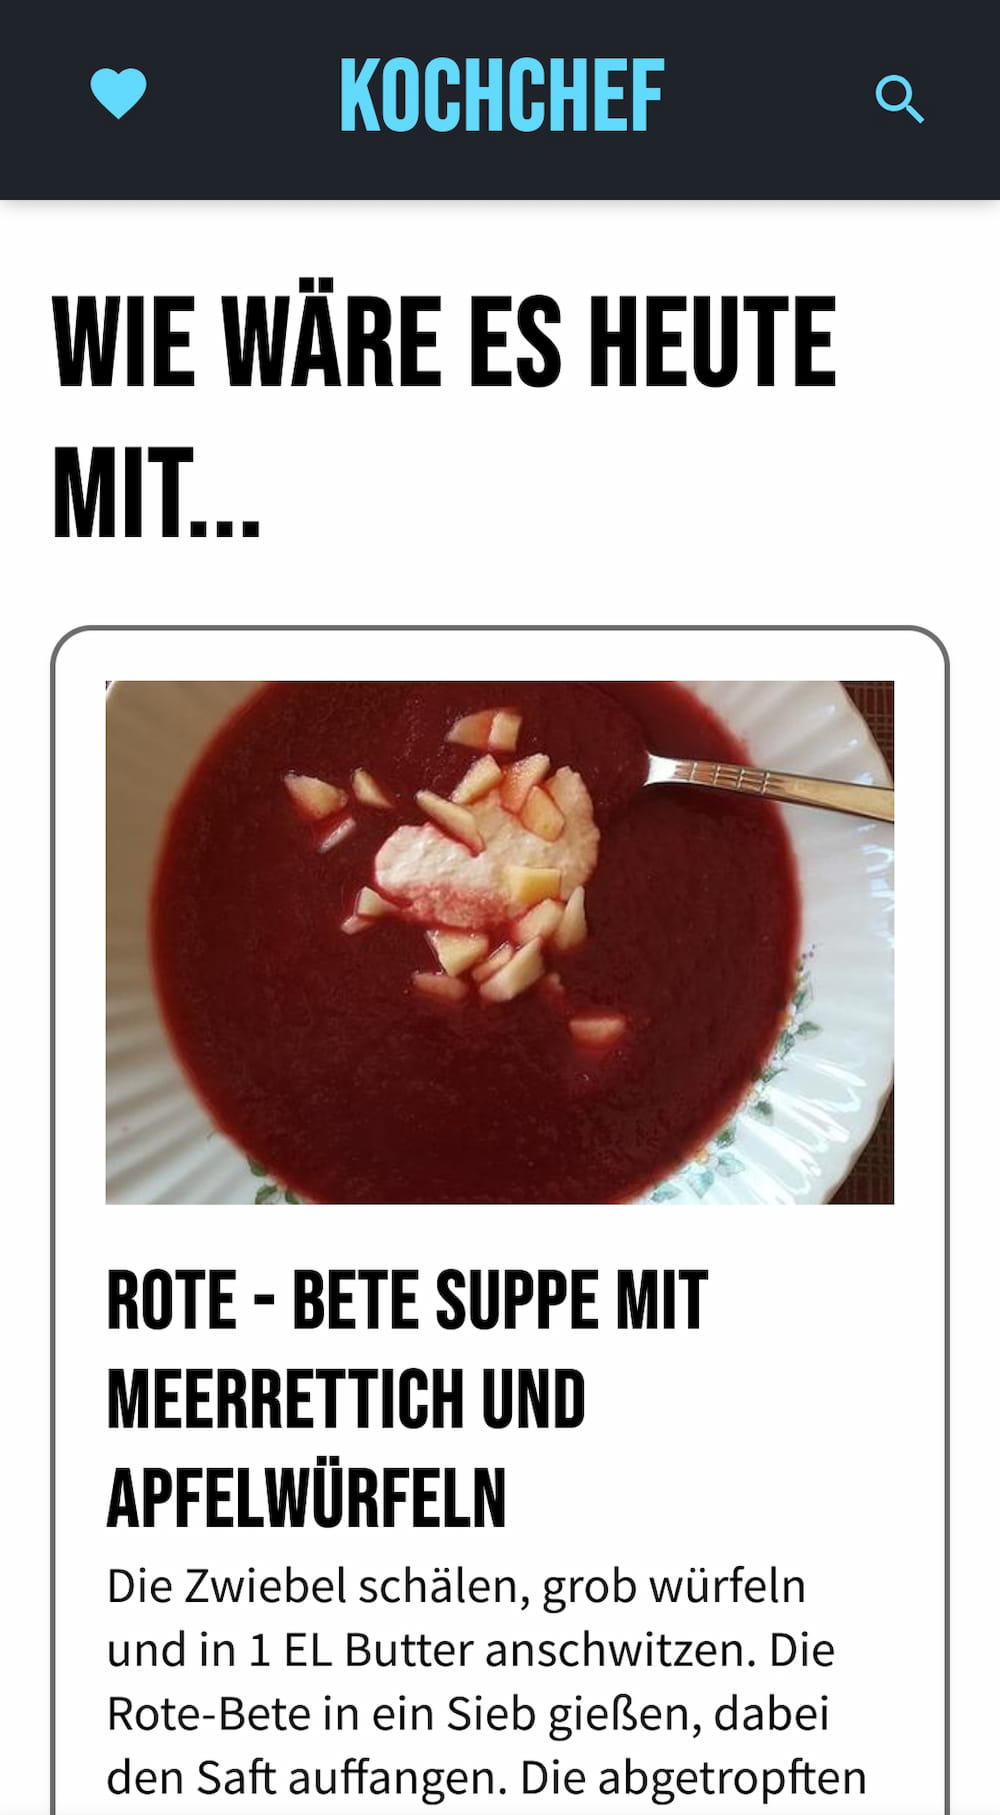 KOCHCHEF
WIE WÄRE ES HEUTE
MIT...
ROTE - BETE SUPPE MIT
MEERRETTICH UND
APFELWÜRFELN
Die Zwiebel schälen, grob würfeln
und in 1 EL Butter anschwitzen. Die
Rote-Bete in ein Sieb gießen, dabei
den Saft auffangen. Die abgetropften